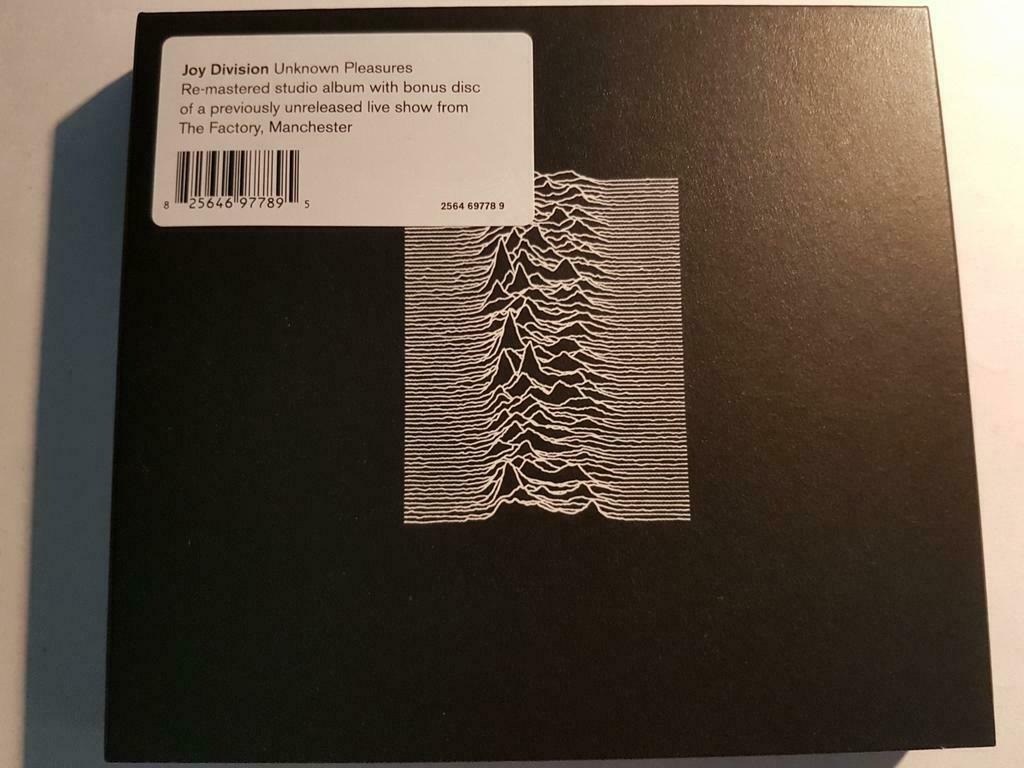 Joy Division Unknown Pleasures
Re-mastered studio album with bonus disc
of a previously unreleased live show from
The Factory, Manchester
8 25646 97789 5
2564 69778 9